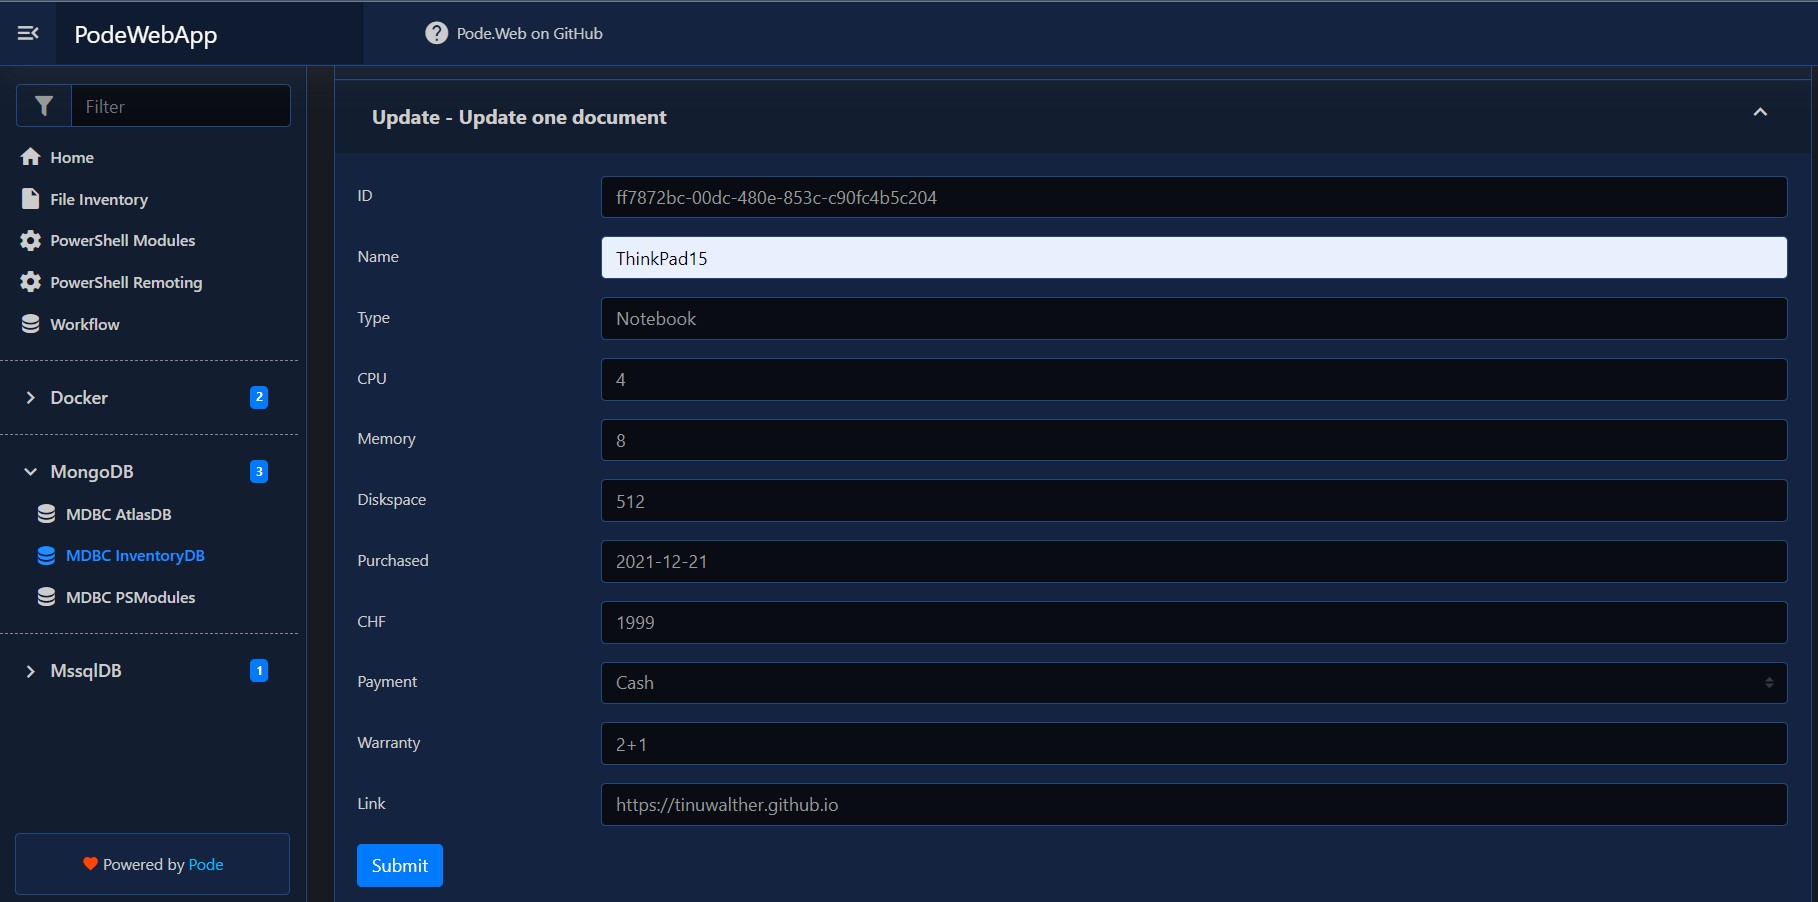 PodeWebApp
Pode.Web on GitHub
Filter
Home
File Inventory
PowerShell Modules
PowerShell Remoting
Workflow
Docker 2
MongoDB 3
MDBC AtlasDB
MDBC InventoryDB
MDBC PSModules
MssqlDB 1
Powered by Pode
Update - Update one document
ID ff7872bc-00dc-480e-853c-c90fc4b5c204
Name ThinkPad15
Type Notebook
CPU 4
Memory 8
Diskspace 512
Purchased 2021-12-21
CHF 1999
Payment Cash
Warranty 2+1
Link https://tinuwalther.github.io
Submit